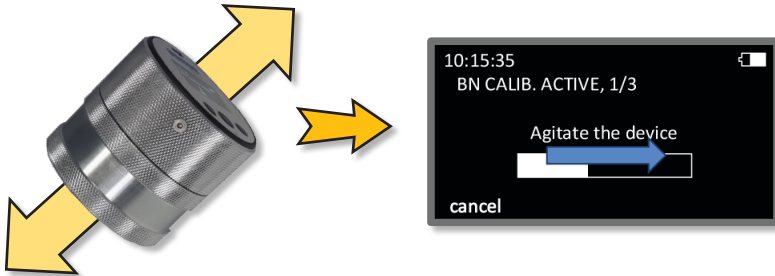 10:15:35
BN CALIB. ACTIVE, 1/3
Agitate the device
cancel